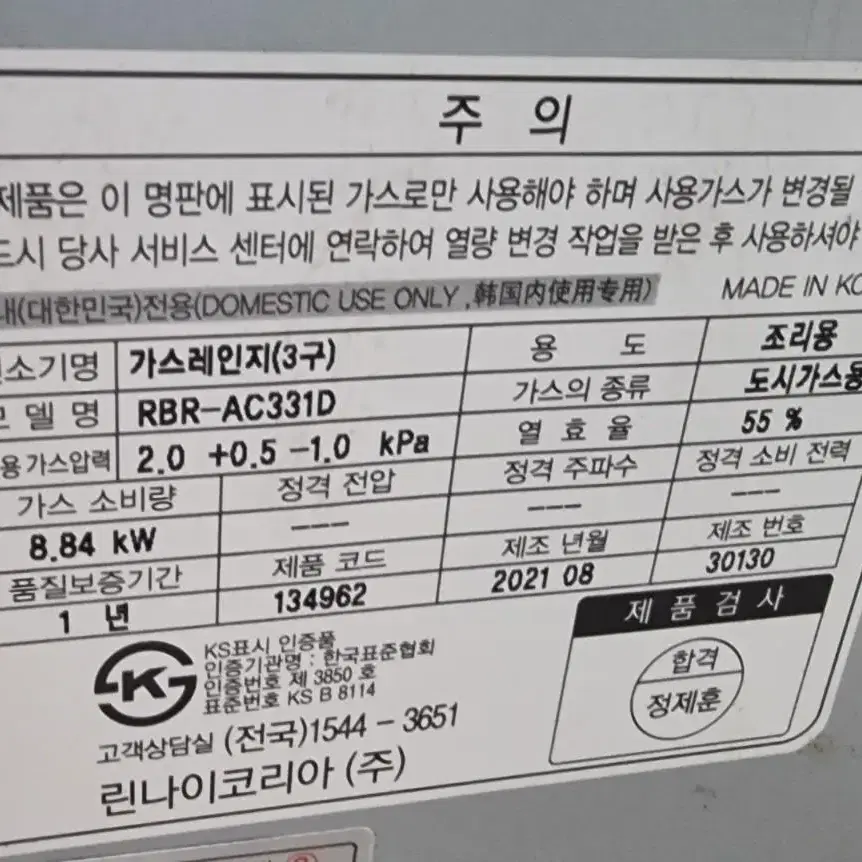 주 의
제품은 이 명판에 표시된 가스로만 사용해야 하며 사용가스가 변경될
드시 당사 서비스 센터에 연락하여 열량 변경 작업을 받은 후 사용하셔야
내(대한민국)전용(DOMESTIC USE ONLY ,韩国内使用专用) MADE IN KO
연소기명 가스레인지(3구) 용 도 조리용
모 델 명 RBR-AC331D 가스의 종류 도시가스용
용가스압력 2.0 +0.5 -1.0 kPa 열 효 율 55 %
가스 소비량 정격 전압 정격 주파수 정격 소비 전력
8.84 kW --- --- ---
품질보증기간 제품 코드 제조 년월 제조 번호
1 년 134962 2021 08 30130
KS표시 인증품
인증기관명 : 한국표준협회
인증번호 제 3850 호
표준번호 KS B 8114
고객상담실 (전국)1544 - 3651
린나이코리아 (주)
제 품 검 사
합격
정제훈